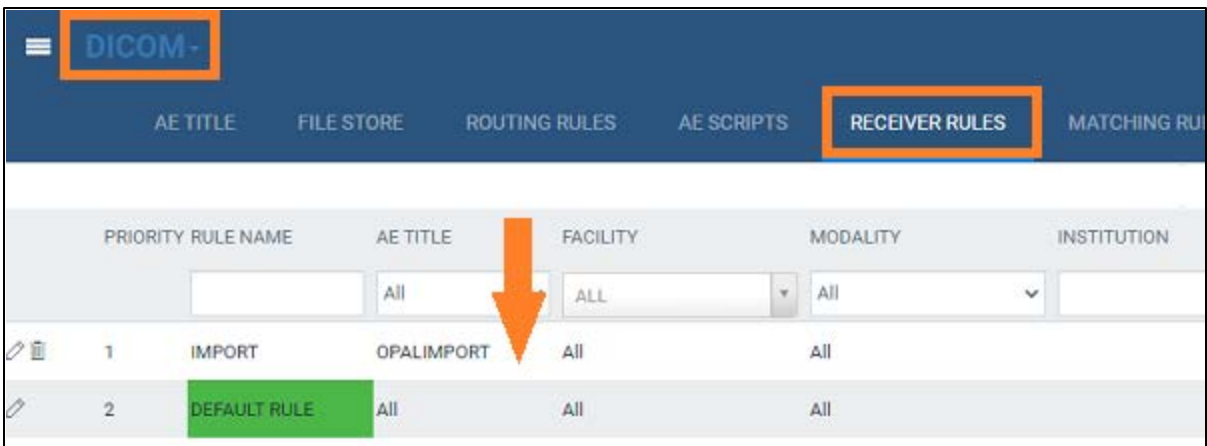 DICOM
AE TITLE FILE STORE ROUTING RULES AE SCRIPTS RECEIVER RULES MATCHING
PRIORITY RULE NAME AE TITLE FACILITY MODALITY INSTITUTION
All ALL All
1 IMPORT OPALIMPORT All All
2 DEFAULT RULE All All All